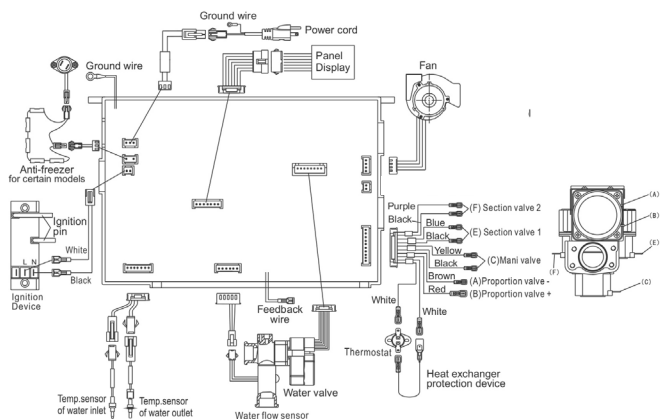 Ground wire
Power cord
Ground wire
Panel
Display
Fan
Anti-freezer
for certain models
Ignition
pin
White
L N
Black
Ignition
Device
Purple
(F) Section valve 2
Black
Blue
(E) Section valve 1
Black
Yellow
(C)Mani valve
Black
Brown
(A)Proportion valve -
Red
(B)Proportion valve +
White
White
Thermostat
Heat exchanger
protection device
Feedback
wire
Water valve
Water flow sensor
Temp.sensor
of water inlet
Temp.sensor
of water outlet
(A)
(B)
(E)
(F)
(C)